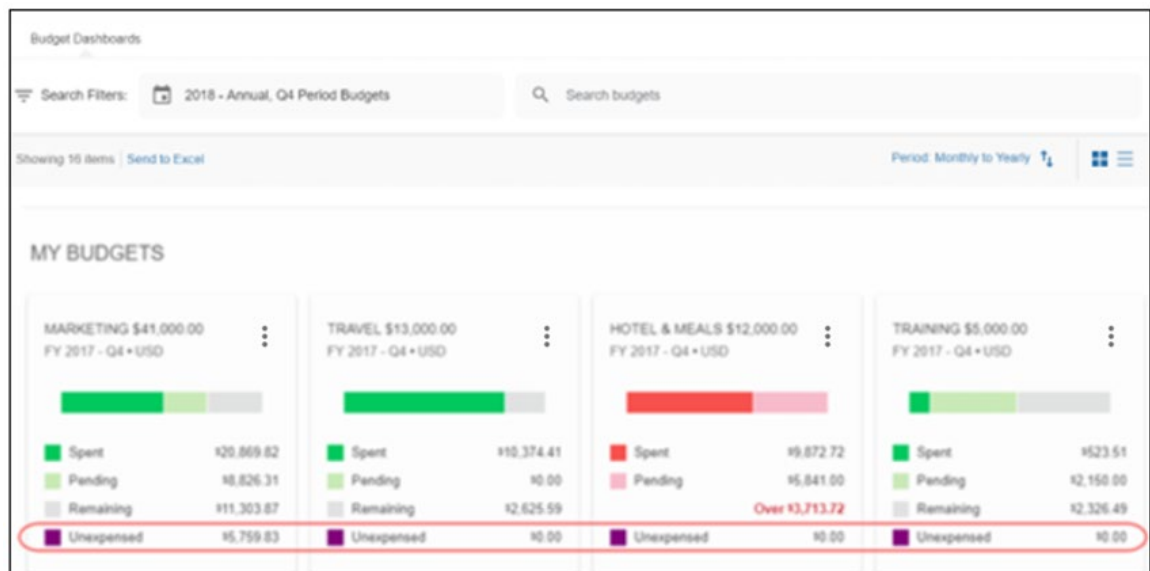 Budget Dashboards
Search Filters: 2018 - Annual, Q4 Period Budgets Search budgets
Showing 16 items | Send to Excel Period: Monthly to Yearly
MY BUDGETS
MARKETING $41,000.00
FY 2017 - Q4 • USD
Spent $20,869.82
Pending $8,826.31
Remaining $11,303.87
Unexpensed $5,759.83
TRAVEL $13,000.00
FY 2017 - Q4 • USD
Spent $10,374.41
Pending $0.00
Remaining $2,625.59
Unexpensed $0.00
HOTEL & MEALS $12,000.00
FY 2017 - Q4 • USD
Spent $9,872.72
Pending $5,841.00
Over $3,713.72
Unexpensed $0.00
TRAINING $5,000.00
FY 2017 - Q4 • USD
Spent $523.51
Pending $2,150.00
Remaining $2,326.49
Unexpensed $0.00